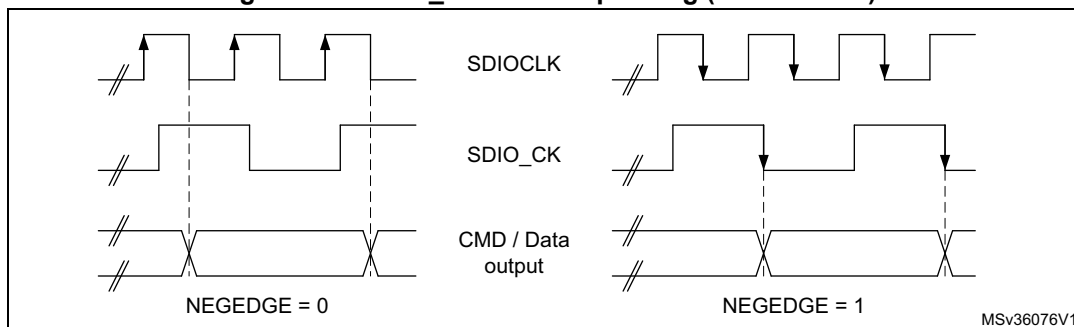 SDIOCLK
SDIO_CK
CMD / Data
output
NEGEDGE = 0
NEGEDGE = 1
MSv36076V1